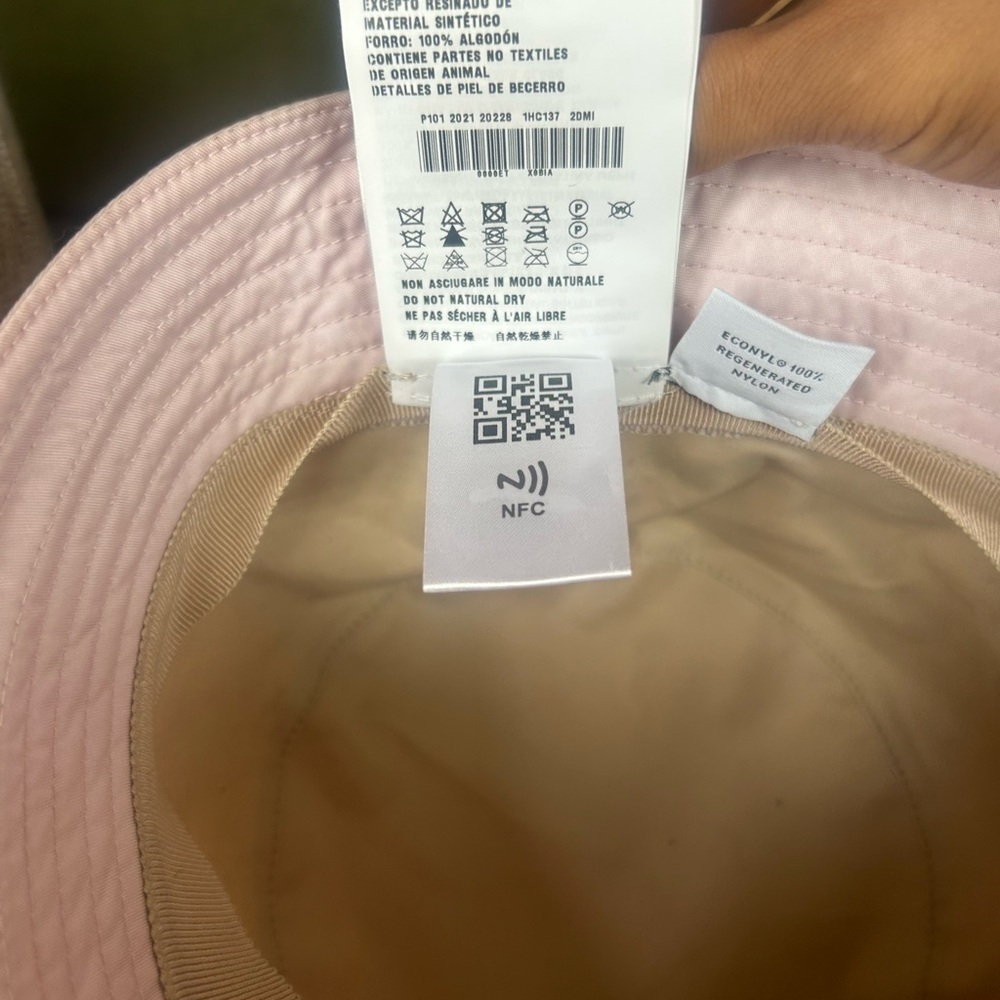 EXCEPTO RESINADO DE
MATERIAL SINTÉTICO
FORRO: 100% ALGODÓN
CONTIENE PARTES NO TEXTILES
DE ORIGEN ANIMAL
DETALLES DE PIEL DE BECERRO
P101 2021 20228 1HC137 2DMI
0000E7 X0BIA
P
P
NON ASCIUGARE IN MODO NATURALE
DO NOT NATURAL DRY
NE PAS SÉCHER À L'AIR LIBRE
请勿自然干燥 自然乾燥禁止
ECONYL® 100%
REGENERATED
NYLON
NFC